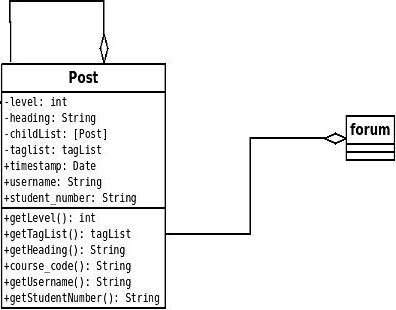 Post
-level: int
-heading: String
-childList: [Post]
-taglist: tagList
+timestamp: Date
+username: String
+student_number: String
+getLevel(): int
+getTagList(): tagList
+getHeading(): String
+course_code(): String
+getUsername(): String
+getStudentNumber(): String
forum